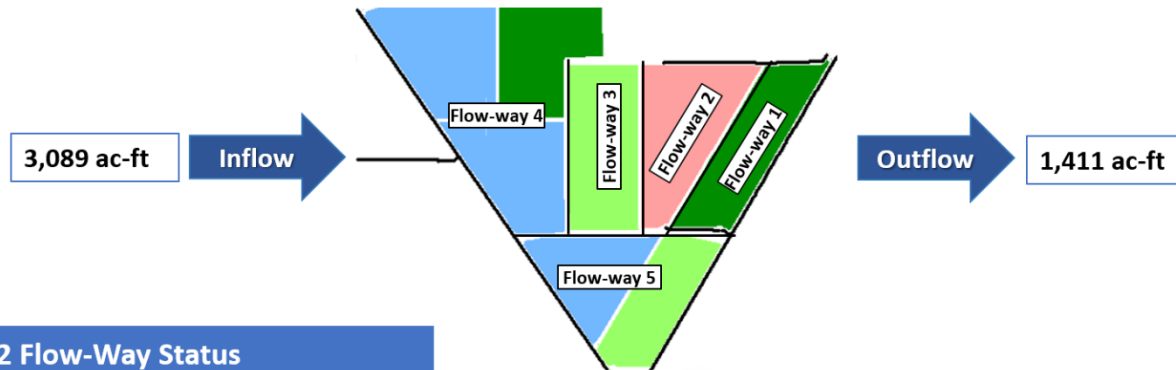 3,089 ac-ft
Inflow
Flow-way 4
Flow-way 3
Flow-way 2
Flow-way 1
Flow-way 5
Outflow
1,411 ac-ft
2 Flow-Way Status